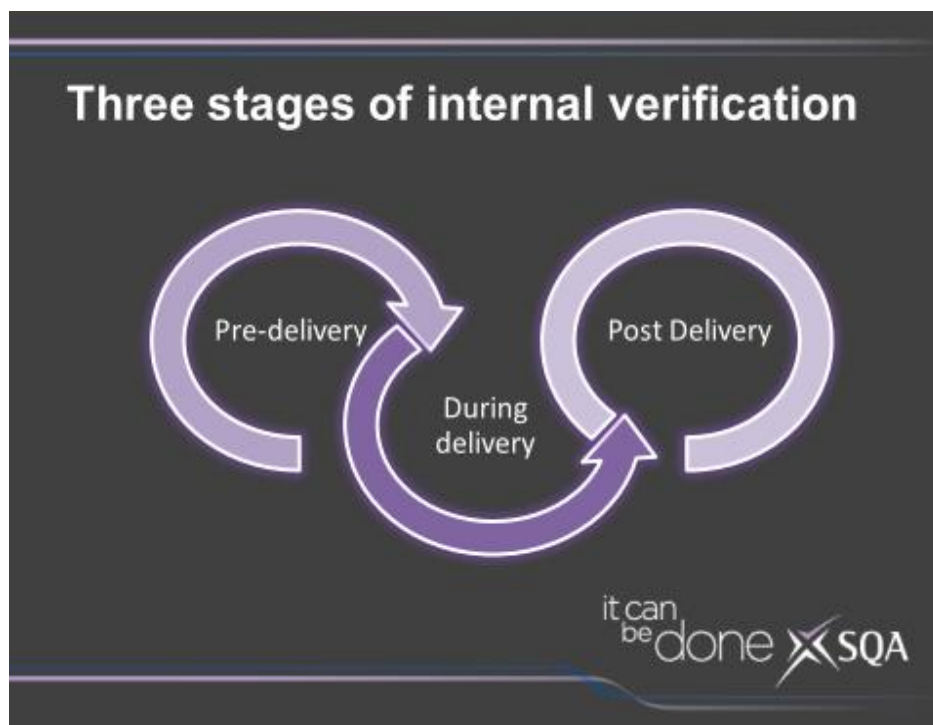 Three stages of internal verification
Pre-delivery
During
delivery
Post Delivery
it can
be done SQA